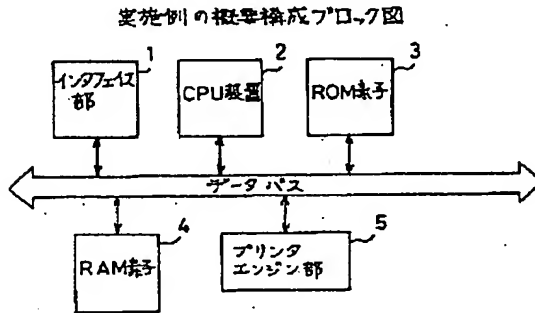 実施例の概要構成ブロック図
1
2
3
インタフェイス
部
CPU装置
ROM素子
データバス
4
5
RAM素子
プリンタ
エンジン部